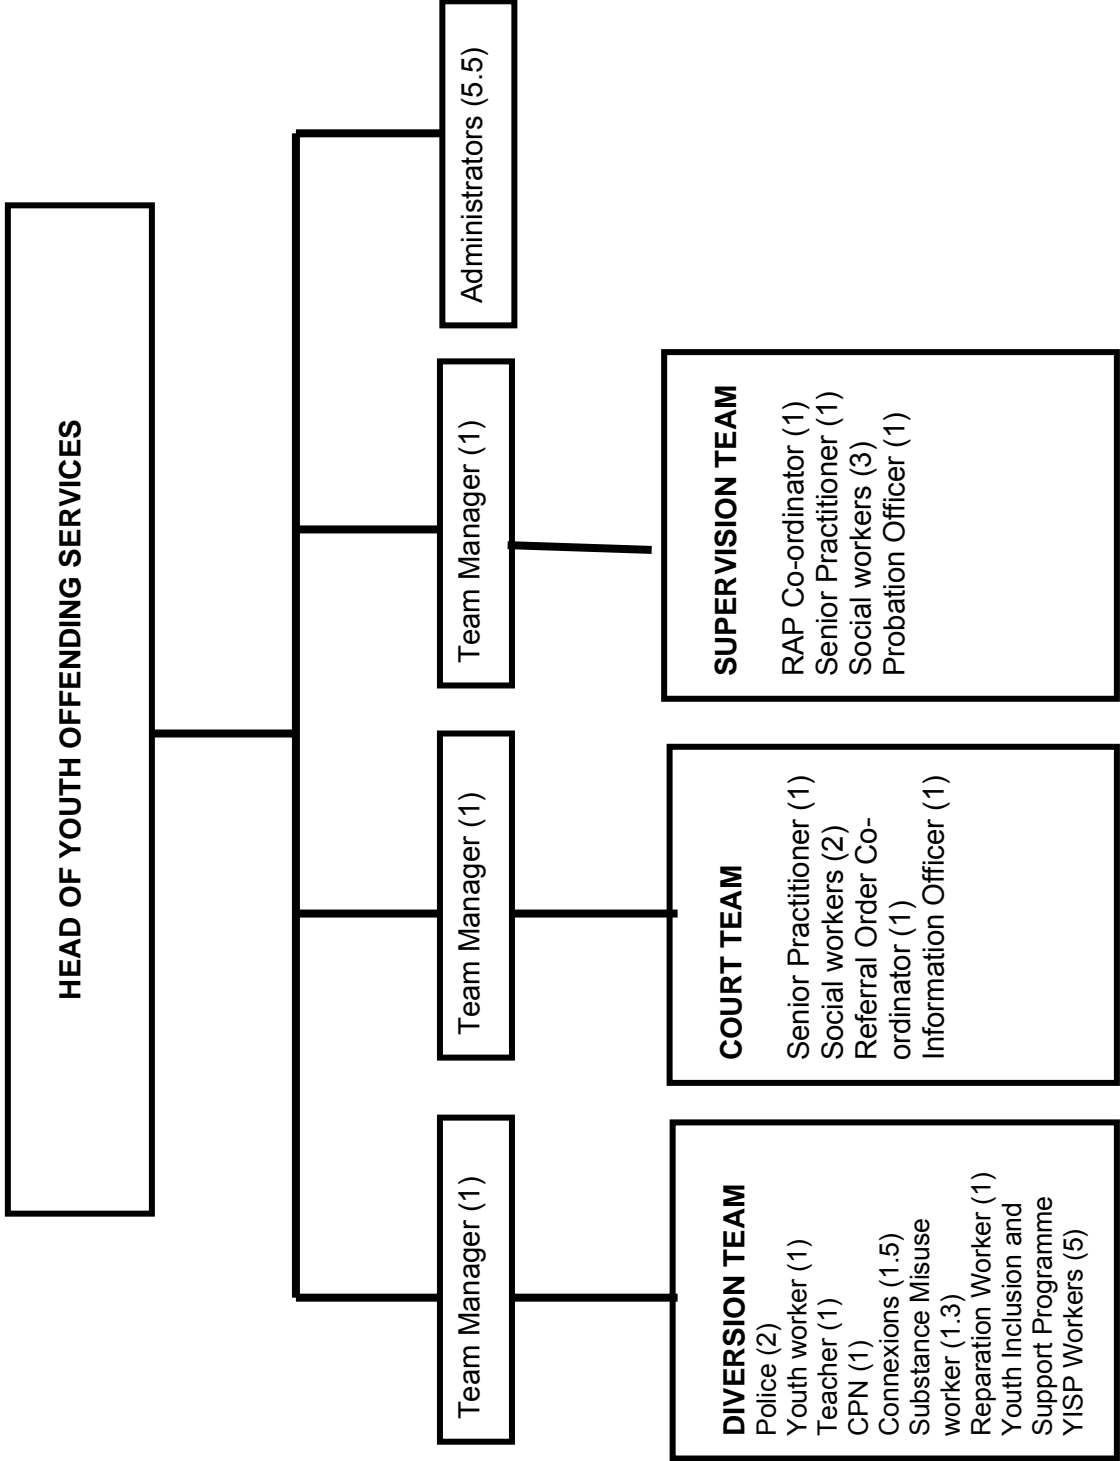 HEAD OF YOUTH OFFENDING SERVICES
Team Manager (1)
Team Manager (1)
Team Manager (1)
Administrators (5.5)
DIVERSION TEAM
Police (2)
Youth worker (1)
Teacher (1)
CPN (1)
Connexions (1.5)
Substance Misuse
worker (1.3)
Reparation Worker (1)
Youth Inclusion and
Support Programme
YISP Workers (5)
COURT TEAM
Senior Practitioner (1)
Social workers (2)
Referral Order Co-
ordinator (1)
Information Officer (1)
SUPERVISION TEAM
RAP Co-ordinator (1)
Senior Practitioner (1)
Social workers (3)
Probation Officer (1)